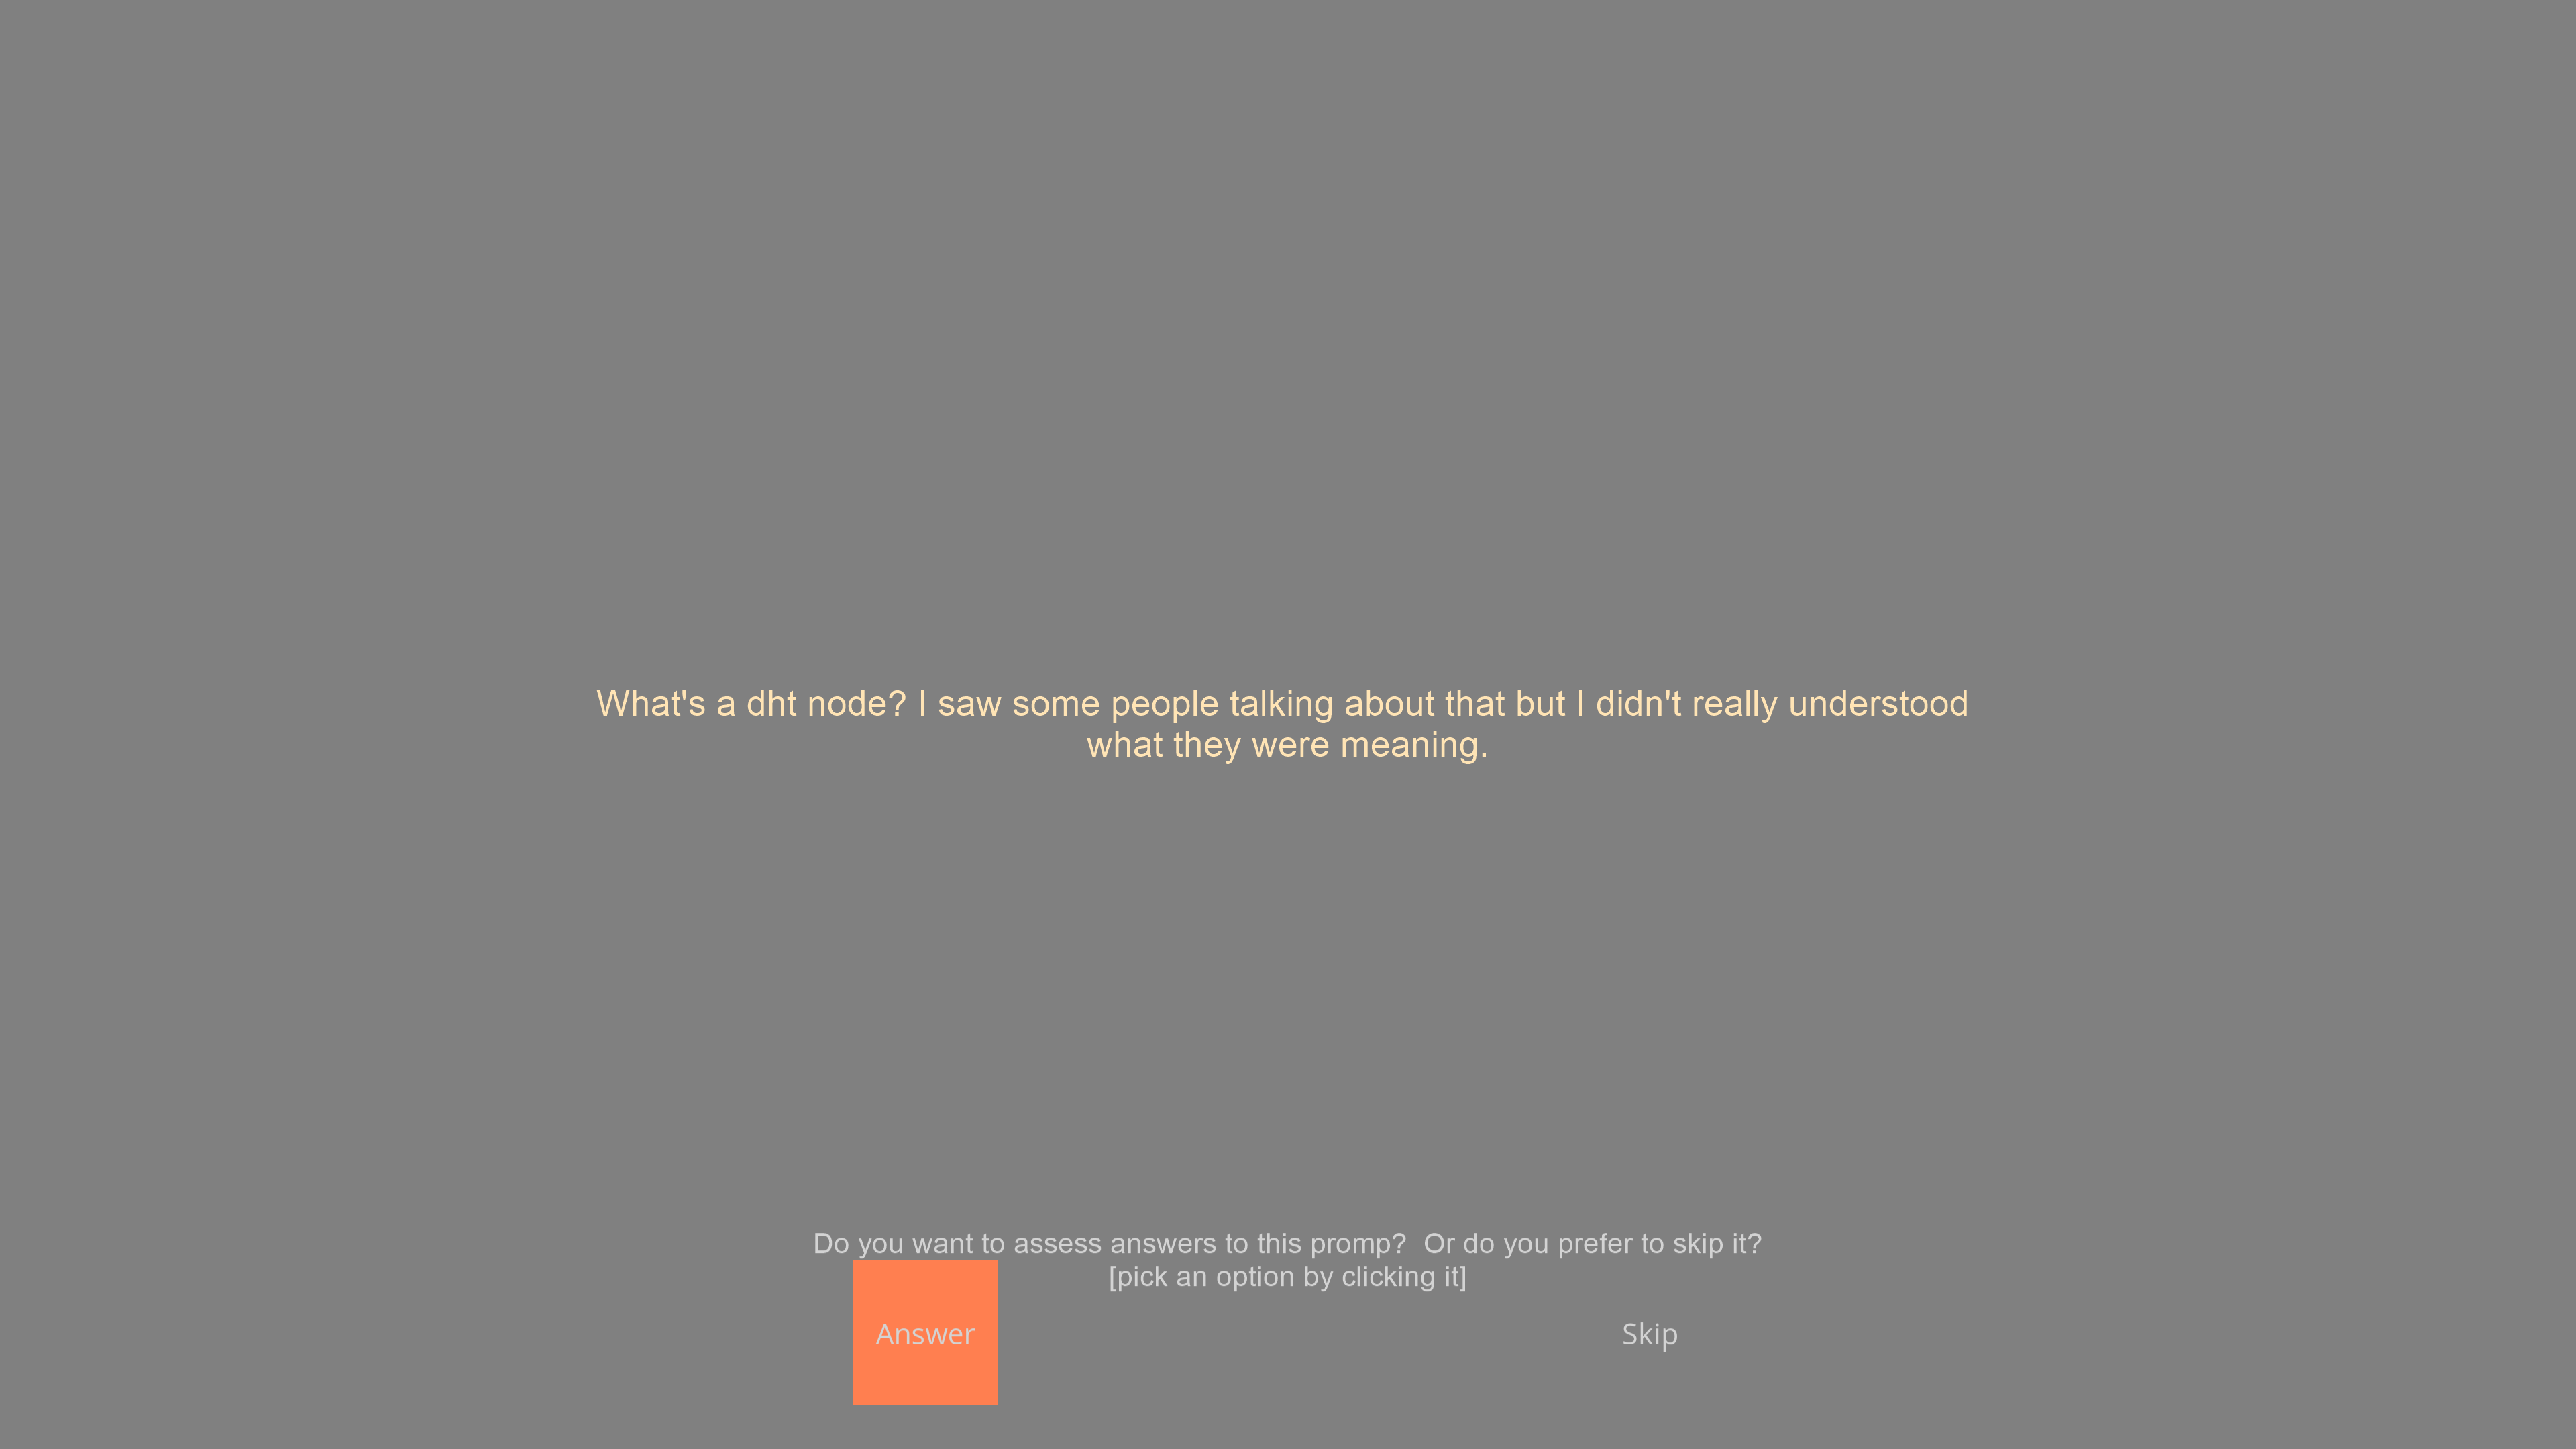 What's a dht node? I saw some people talking about that but I didn't really understood
what they were meaning.
Do you want to assess answers to this promp?  Or do you prefer to skip it?
[pick an option by clicking it]
Answer
Skip